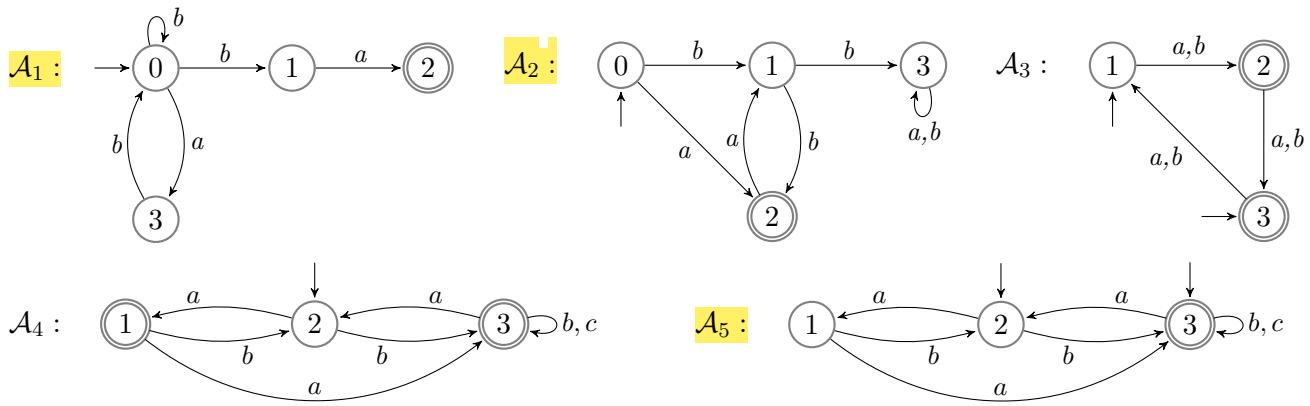 b
𝒜₁ : 0 b 1 a 2
b a
3
𝒜₂ : 0 b 1 b 3
a a b a,b
2
𝒜₃ : 1 a,b 2
a,b a,b
3
𝒜₄ : 1 a 2 a 3 b, c
b b
a
𝒜₅ : 1 a 2 a 3 b, c
b b
a